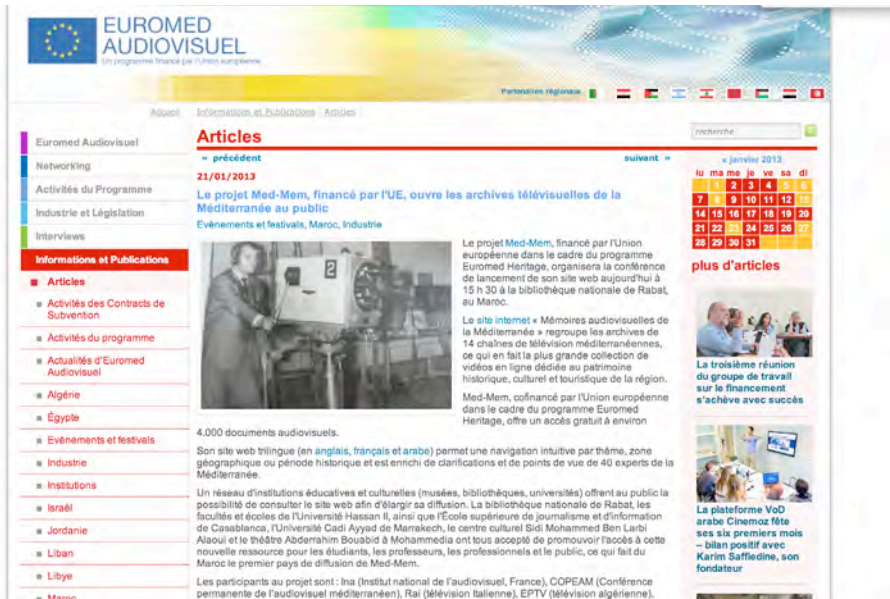 EUROMED
AUDIOVISUEL
Un programme financé par l'Union européenne
Partenaires régionaux
Accueil Informations et Publications Articles
Euromed Audiovisuel
Networking
Activités du Programme
Industrie et Législation
Interviews
Informations et Publications
Articles
Activités des Contracts de
Subvention
Activités du programme
Actualités d'Euromed
Audiovisuel
Algérie
Égypte
Evènements et festivals
Industrie
Institutions
Israël
Jordanie
Liban
Libye
Maroc
Articles
« précédent
suivant »
21/01/2013
Le projet Med-Mem, financé par l'UE, ouvre les archives télévisuelles de la
Méditerranée au public
Evènements et festivals, Maroc, Industrie
2
Le projet Med-Mem, financé par l'Union
européenne dans le cadre du programme
Euromed Heritage, organisera la conférence
de lancement de son site web aujourd'hui à
15 h 30 à la bibliothèque nationale de Rabat,
au Maroc.
Le site internet « Mémoires audiovisuelles de
la Méditerranée » regroupe les archives de
14 chaînes de télévision méditerranéennes,
ce qui en fait la plus grande collection de
vidéos en ligne dédiée au patrimoine
historique, culturel et touristique de la région.
Med-Mem, cofinancé par l'Union européenne
dans le cadre du programme Euromed
Heritage, offre un accès gratuit à environ
4.000 documents audiovisuels.
Son site web trilingue (en anglais, français et arabe) permet une navigation intuitive par thème, zone
géographique ou période historique et est enrichi de clarifications et de points de vue de 40 experts de la
Méditerranée.
Un réseau d'institutions éducatives et culturelles (musées, bibliothèques, universités) offrent au public la
possibilité de consulter le site web afin d'élargir sa diffusion. La bibliothèque nationale de Rabat, les
facultés et écoles de l'Université Hassan II, ainsi que l'École supérieure de journalisme et d'information
de Casablanca, l'Université Cadi Ayyad de Marrakech, le centre culturel Sidi Mohammed Ben Larbi
Alaoui et le théâtre Abderrahim Bouabid à Mohammedia ont tous accepté de promouvoir l'accès à cette
nouvelle ressource pour les étudiants, les professeurs, les professionnels et le public, ce qui fait du
Maroc le premier pays de diffusion de Med-Mem.
Les participants au projet sont : Ina (Institut national de l'audiovisuel, France), COPEAM (Conférence
permanente de l'audiovisuel méditerranéen), Rai (télévision Italienne), EPTV (télévision algérienne),
recherche
« janvier 2013
lu ma me je ve sa di
1 2 3 4 5 6
7 8 9 10 11 12 13
14 15 16 17 18 19 20
21 22 23 24 25 26 27
28 29 30 31
plus d'articles
La troisième réunion
du groupe de travail
sur le financement
s'achève avec succès
La plateforme VoD
arabe Cinemoz fête
ses six premiers mois
– bilan positif avec
Karim Saffiedine, son
fondateur